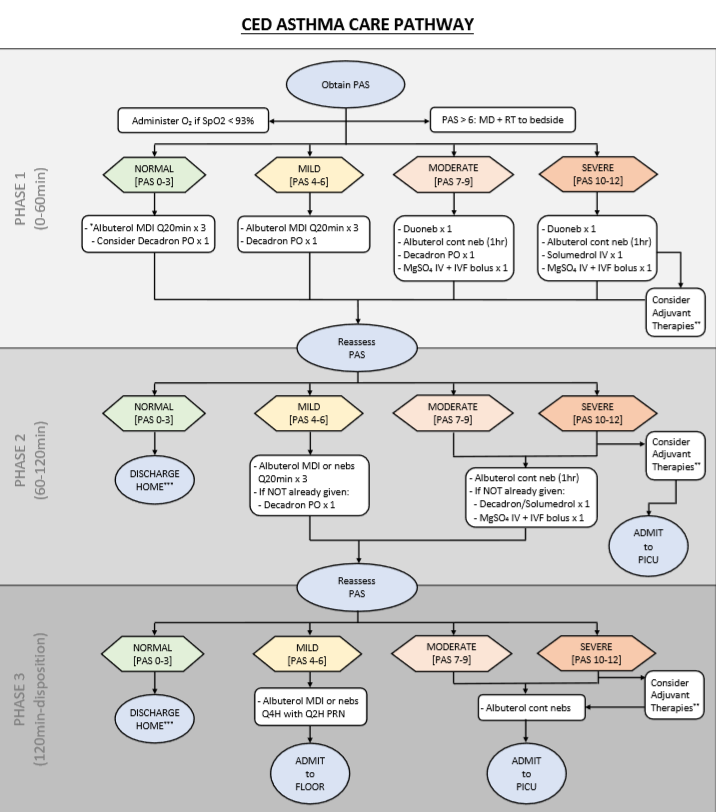 CED ASTHMA CARE PATHWAY
PHASE 1
(0-60min)
Obtain PAS
Administer O₂ if SpO2 < 93%
PAS > 6: MD + RT to bedside
NORMAL
[PAS 0-3]
MILD
[PAS 4-6]
MODERATE
[PAS 7-9]
SEVERE
[PAS 10-12]
- *Albuterol MDI Q20min x 3
- Consider Decadron PO x 1
- Albuterol MDI Q20min x 3
- Decadron PO x 1
- Duoneb x 1
- Albuterol cont neb (1hr)
- Decadron PO x 1
- MgSO₄ IV + IVF bolus x 1
- Duoneb x 1
- Albuterol cont neb (1hr)
- Solumedrol IV x 1
- MgSO₄ IV + IVF bolus x 1
Consider
Adjuvant
Therapies**
Reassess
PAS
PHASE 2
(60-120min)
NORMAL
[PAS 0-3]
MILD
[PAS 4-6]
MODERATE
[PAS 7-9]
SEVERE
[PAS 10-12]
DISCHARGE
HOME***
- Albuterol MDI or nebs
Q20min x 3
- If NOT already given:
- Decadron PO x 1
- Albuterol cont neb (1hr)
- If NOT already given:
- Decadron/Solumedrol x 1
- MgSO₄ IV + IVF bolus x 1
Consider
Adjuvant
Therapies**
ADMIT
to
PICU
Reassess
PAS
PHASE 3
(120min-disposition)
NORMAL
[PAS 0-3]
MILD
[PAS 4-6]
MODERATE
[PAS 7-9]
SEVERE
[PAS 10-12]
DISCHARGE
HOME***
- Albuterol MDI or nebs
Q4H with Q2H PRN
- Albuterol cont nebs
Consider
Adjuvant
Therapies**
ADMIT
to
FLOOR
ADMIT
to
PICU